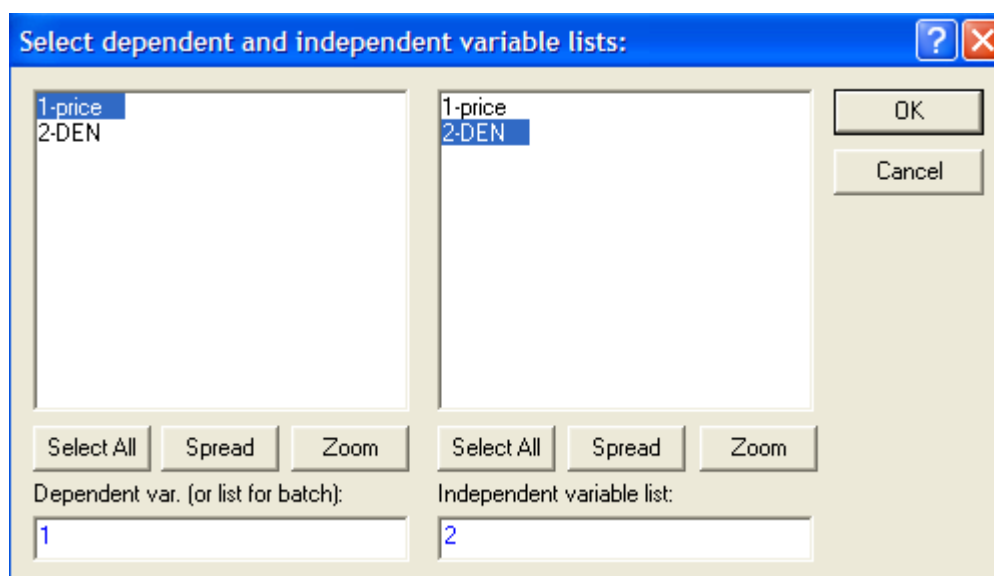 Select dependent and independent variable lists:
1-price
2-DEN
1-price
2-DEN
OK
Cancel
Select All Spread Zoom
Select All Spread Zoom
Dependent var. (or list for batch):
Independent variable list:
1
2